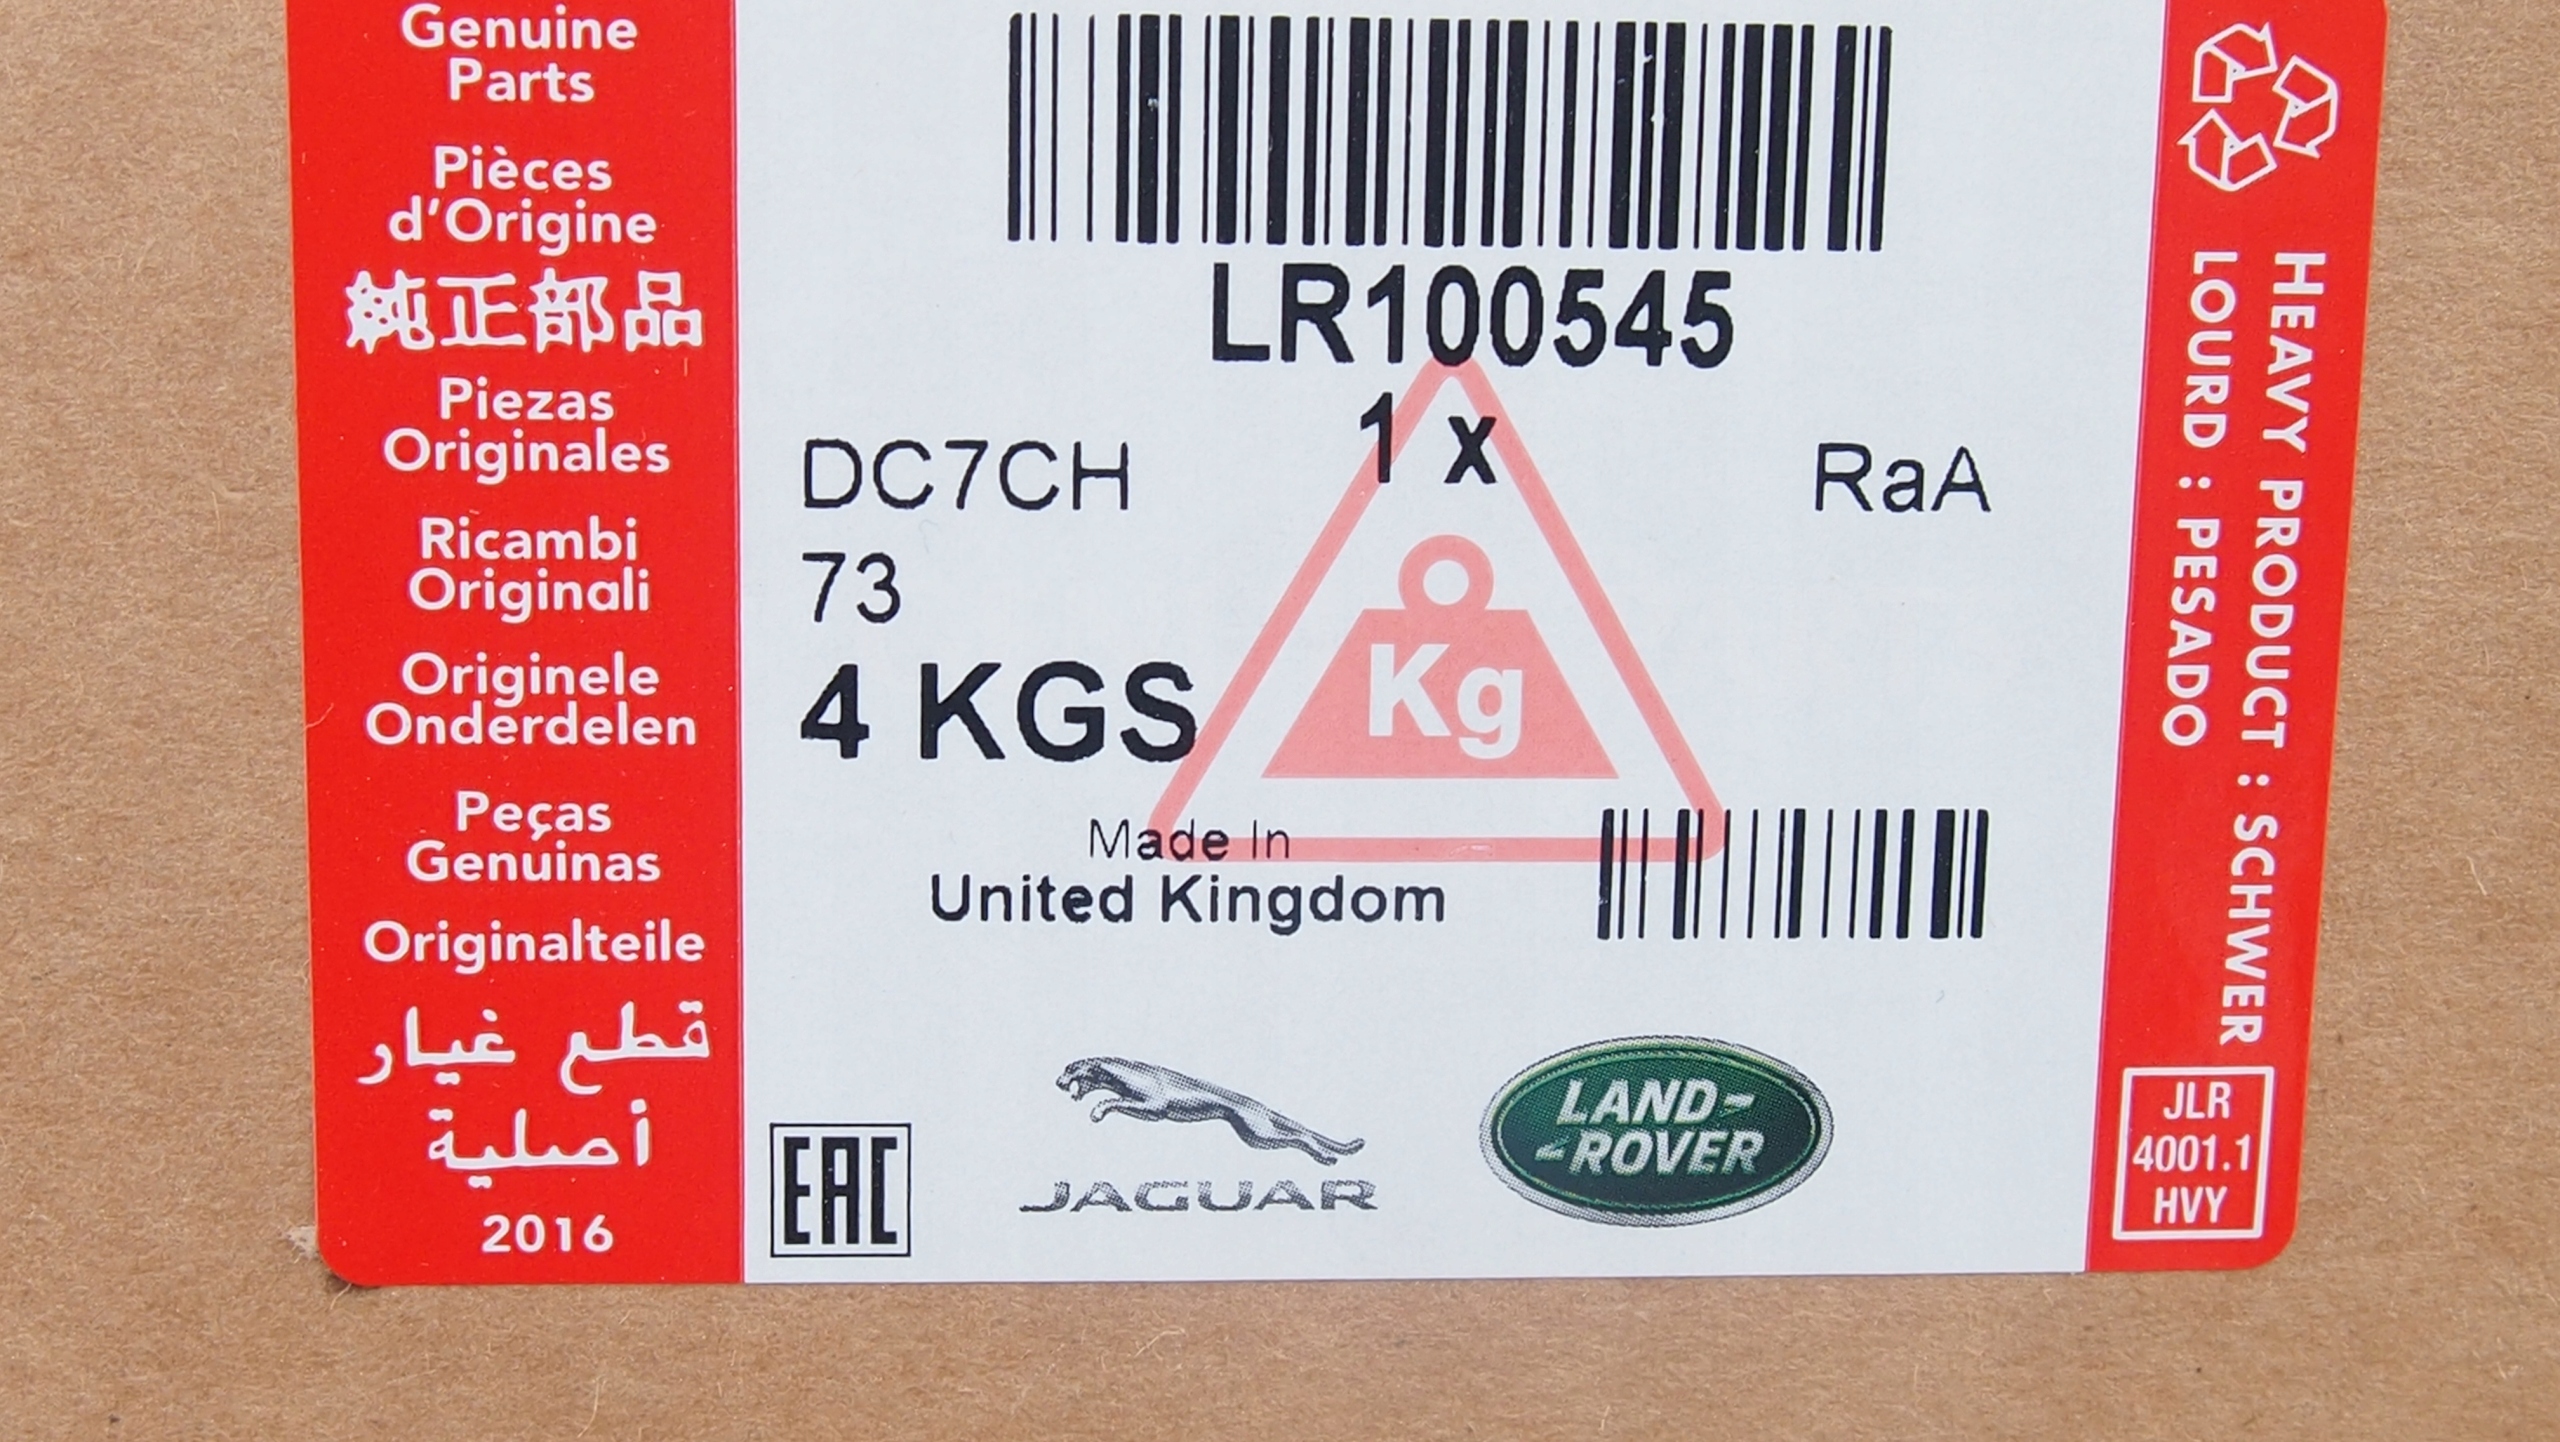 Genuine
Parts
Pièces
d'Origine
純正部品
Piezas
Originales
Ricambi
Originali
Originele
Onderdelen
Peças
Genuinas
Originalteile
قطع غيار
أصلية
2016
LR100545
1 x
DC7CH
RaA
73
4 KGS
Kg
Made In
United Kingdom
EAC
JAGUAR
LAND-
-ROVER
HEAVY PRODUCT : SCHWER
LOURD : PESADO
JLR
4001.1
HVY